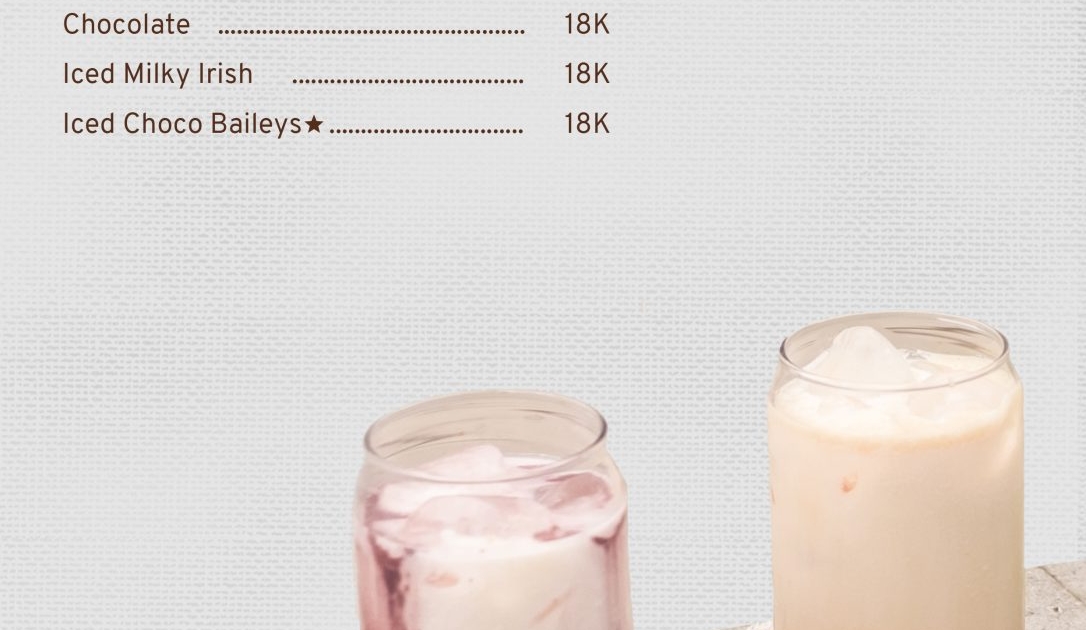 Chocolate ........................................ 18K
Iced Milky Irish ........................................ 18K
Iced Choco Baileys★ ........................................ 18K